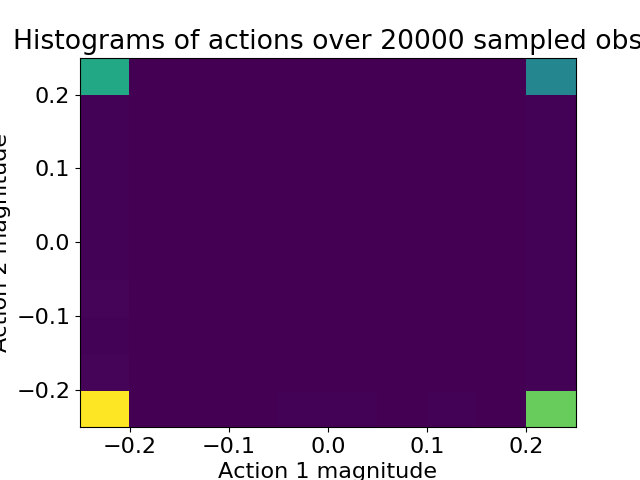 Histograms of actions over 20000 sampled obs
0.2
0.1
0.0
−0.1
−0.2
Action 2 magnitude
−0.2 −0.1 0.0 0.1 0.2
Action 1 magnitude